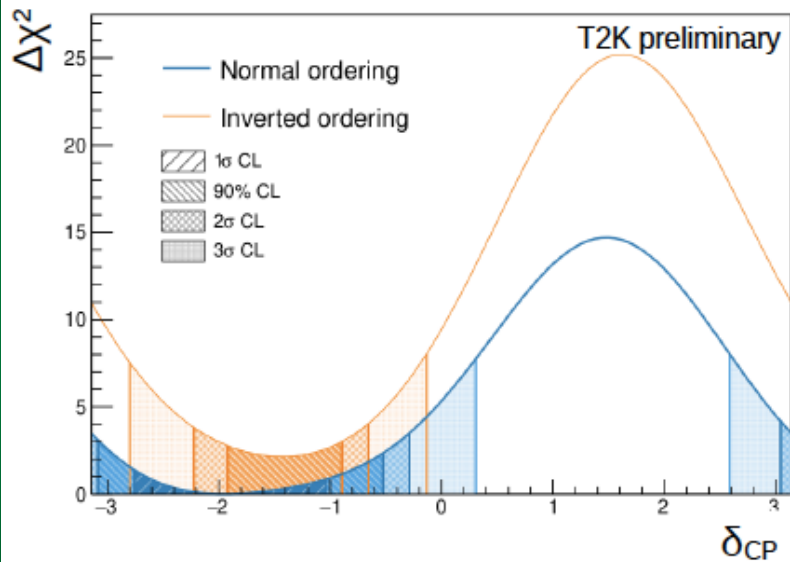 Δχ²
T2K preliminary
25
20
15
10
5
0
Normal ordering
Inverted ordering
1σ CL
90% CL
2σ CL
3σ CL
−3 −2 −1 0 1 2 3
δCP